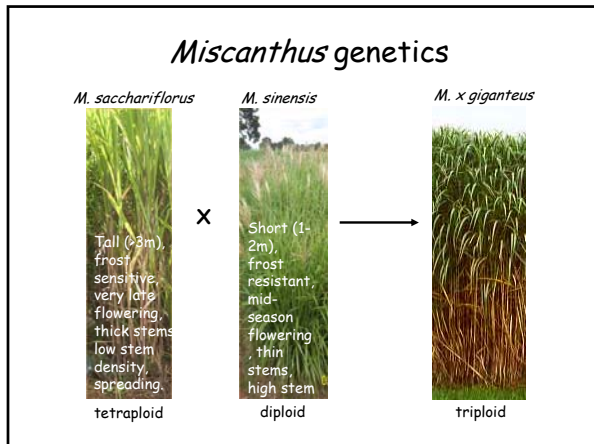 Miscanthus genetics
M. sacchariflorus
M. sinensis
M. x giganteus
Tall (>3m),
frost
sensitive,
very late
flowering,
thick stems
low stem
density,
spreading.
x
Short (1-
2m),
frost
resistant,
mid-
season
flowering
, thin
stems,
high stem
tetraploid
diploid
triploid